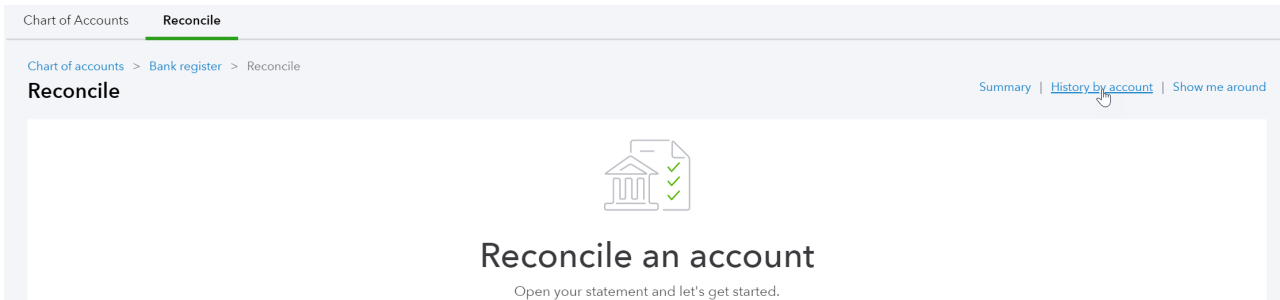 Chart of Accounts Reconcile
Chart of accounts > Bank register > Reconcile
Reconcile
Summary | History by account | Show me around
Reconcile an account
Open your statement and let's get started.